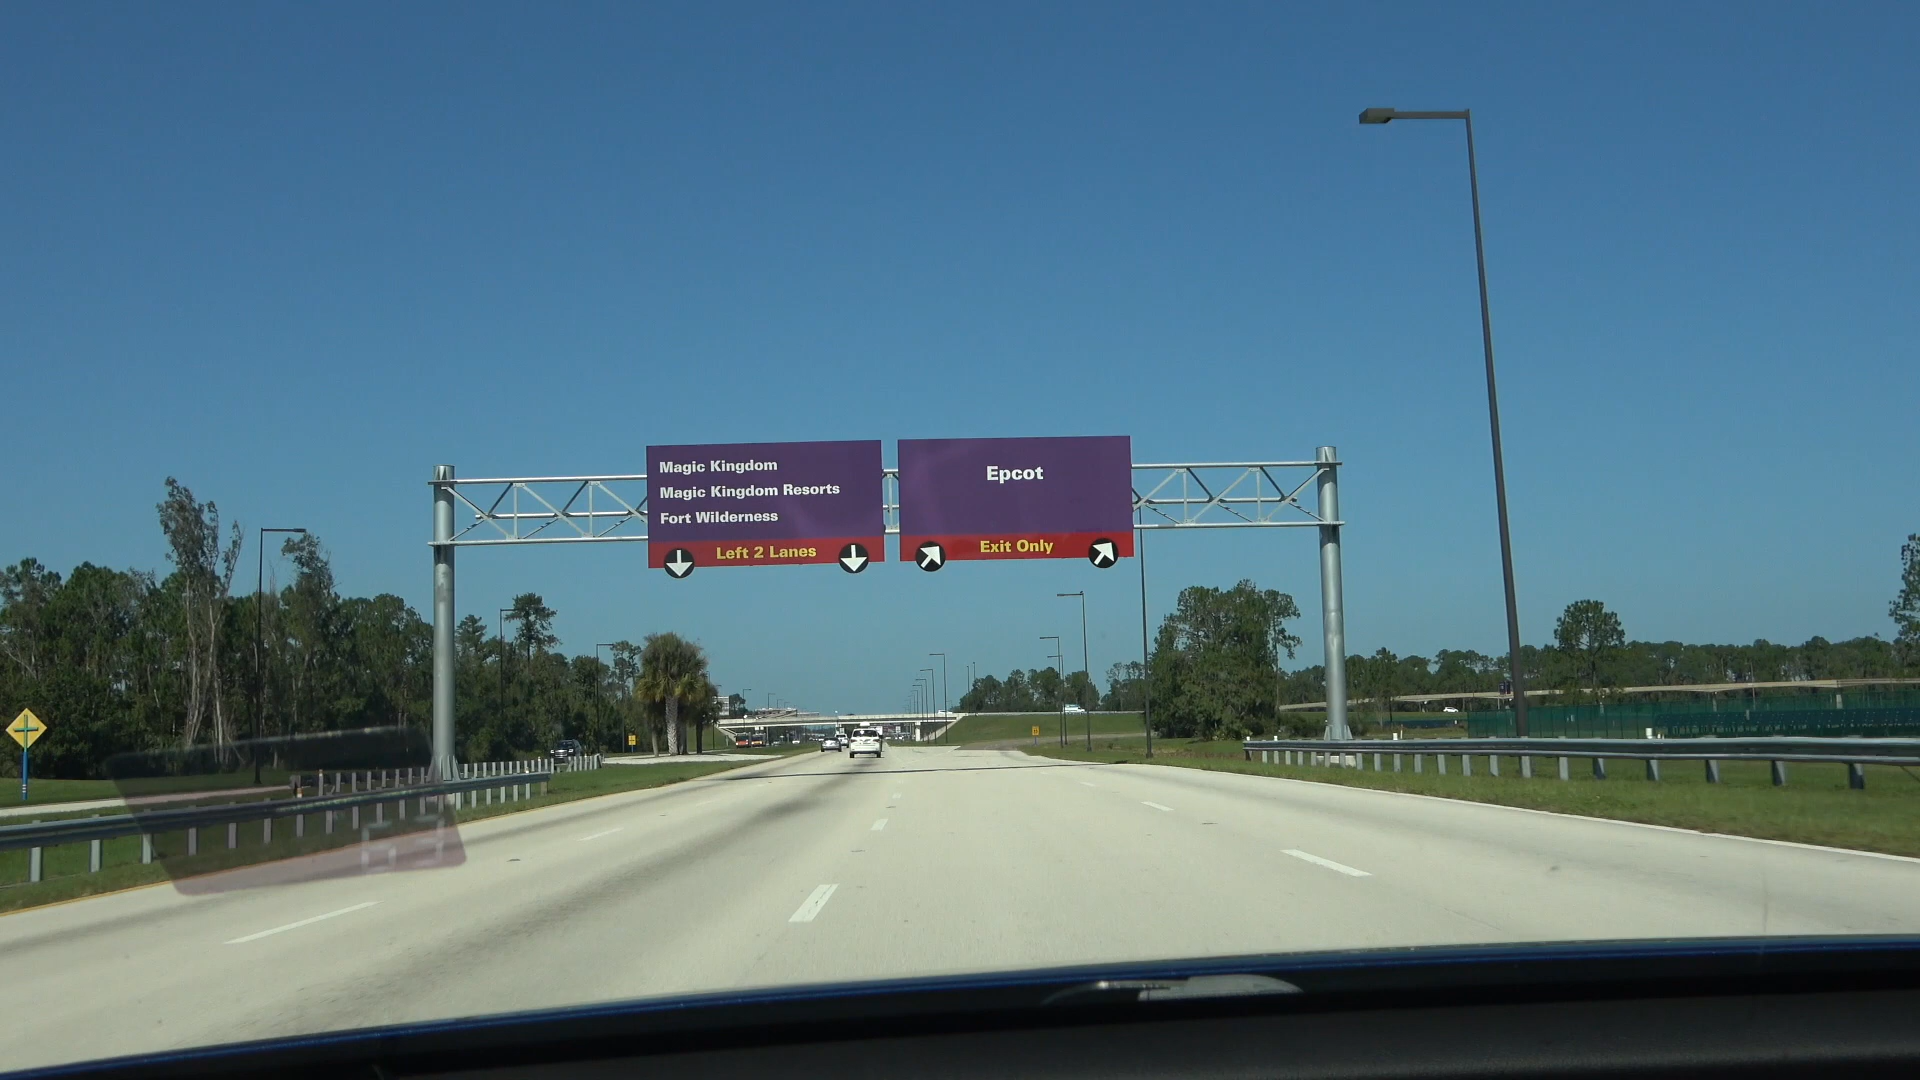 Magic Kingdom
Magic Kingdom Resorts
Fort Wilderness
Left 2 Lanes
Epcot
Exit Only